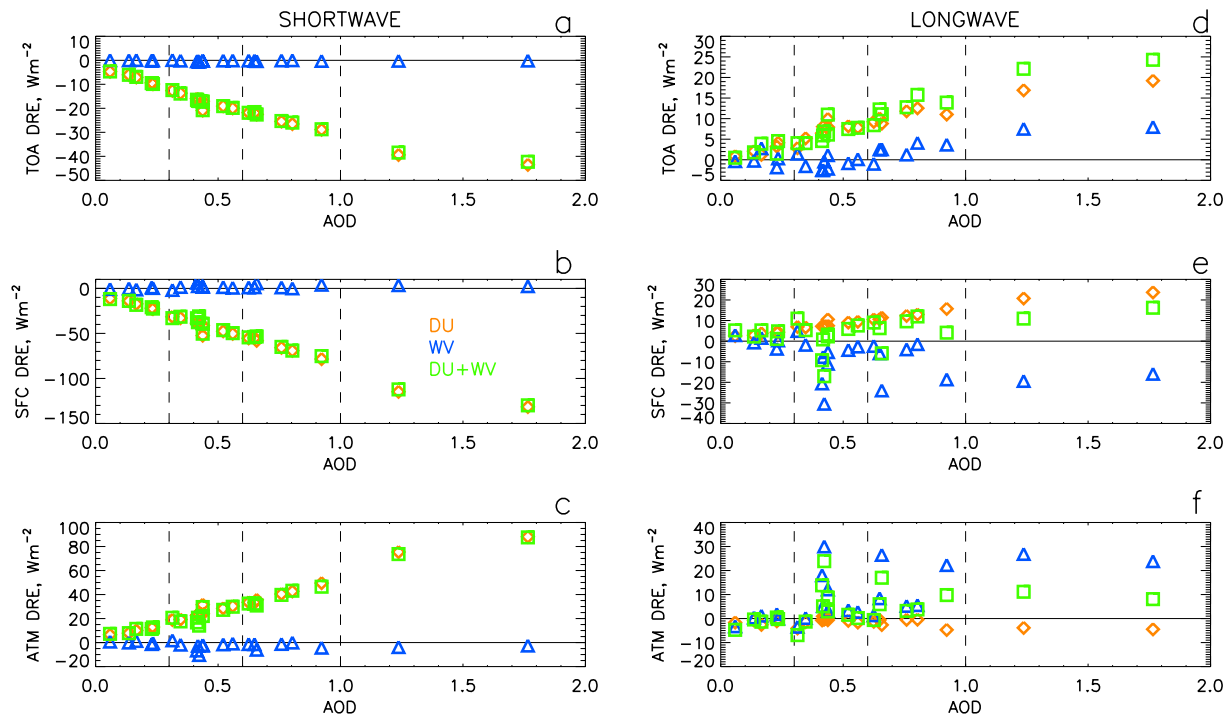 SHORTWAVE
a
10
0
−10
−20
−30
−40
−50
TOA DRE, Wm−2
0.0 0.5 1.0 1.5 2.0
AOD
b
0
−50
−100
−150
SFC DRE, Wm−2
DU
WV
DU+WV
0.0 0.5 1.0 1.5 2.0
AOD
c
100
80
60
40
20
0
−20
ATM DRE, Wm−2
0.0 0.5 1.0 1.5 2.0
AOD
LONGWAVE
d
30
25
20
15
10
5
0
−5
TOA DRE, Wm−2
0.0 0.5 1.0 1.5 2.0
AOD
e
30
20
10
0
−10
−20
−30
−40
SFC DRE, Wm−2
0.0 0.5 1.0 1.5 2.0
AOD
f
40
30
20
10
0
−10
−20
ATM DRE, Wm−2
0.0 0.5 1.0 1.5 2.0
AOD